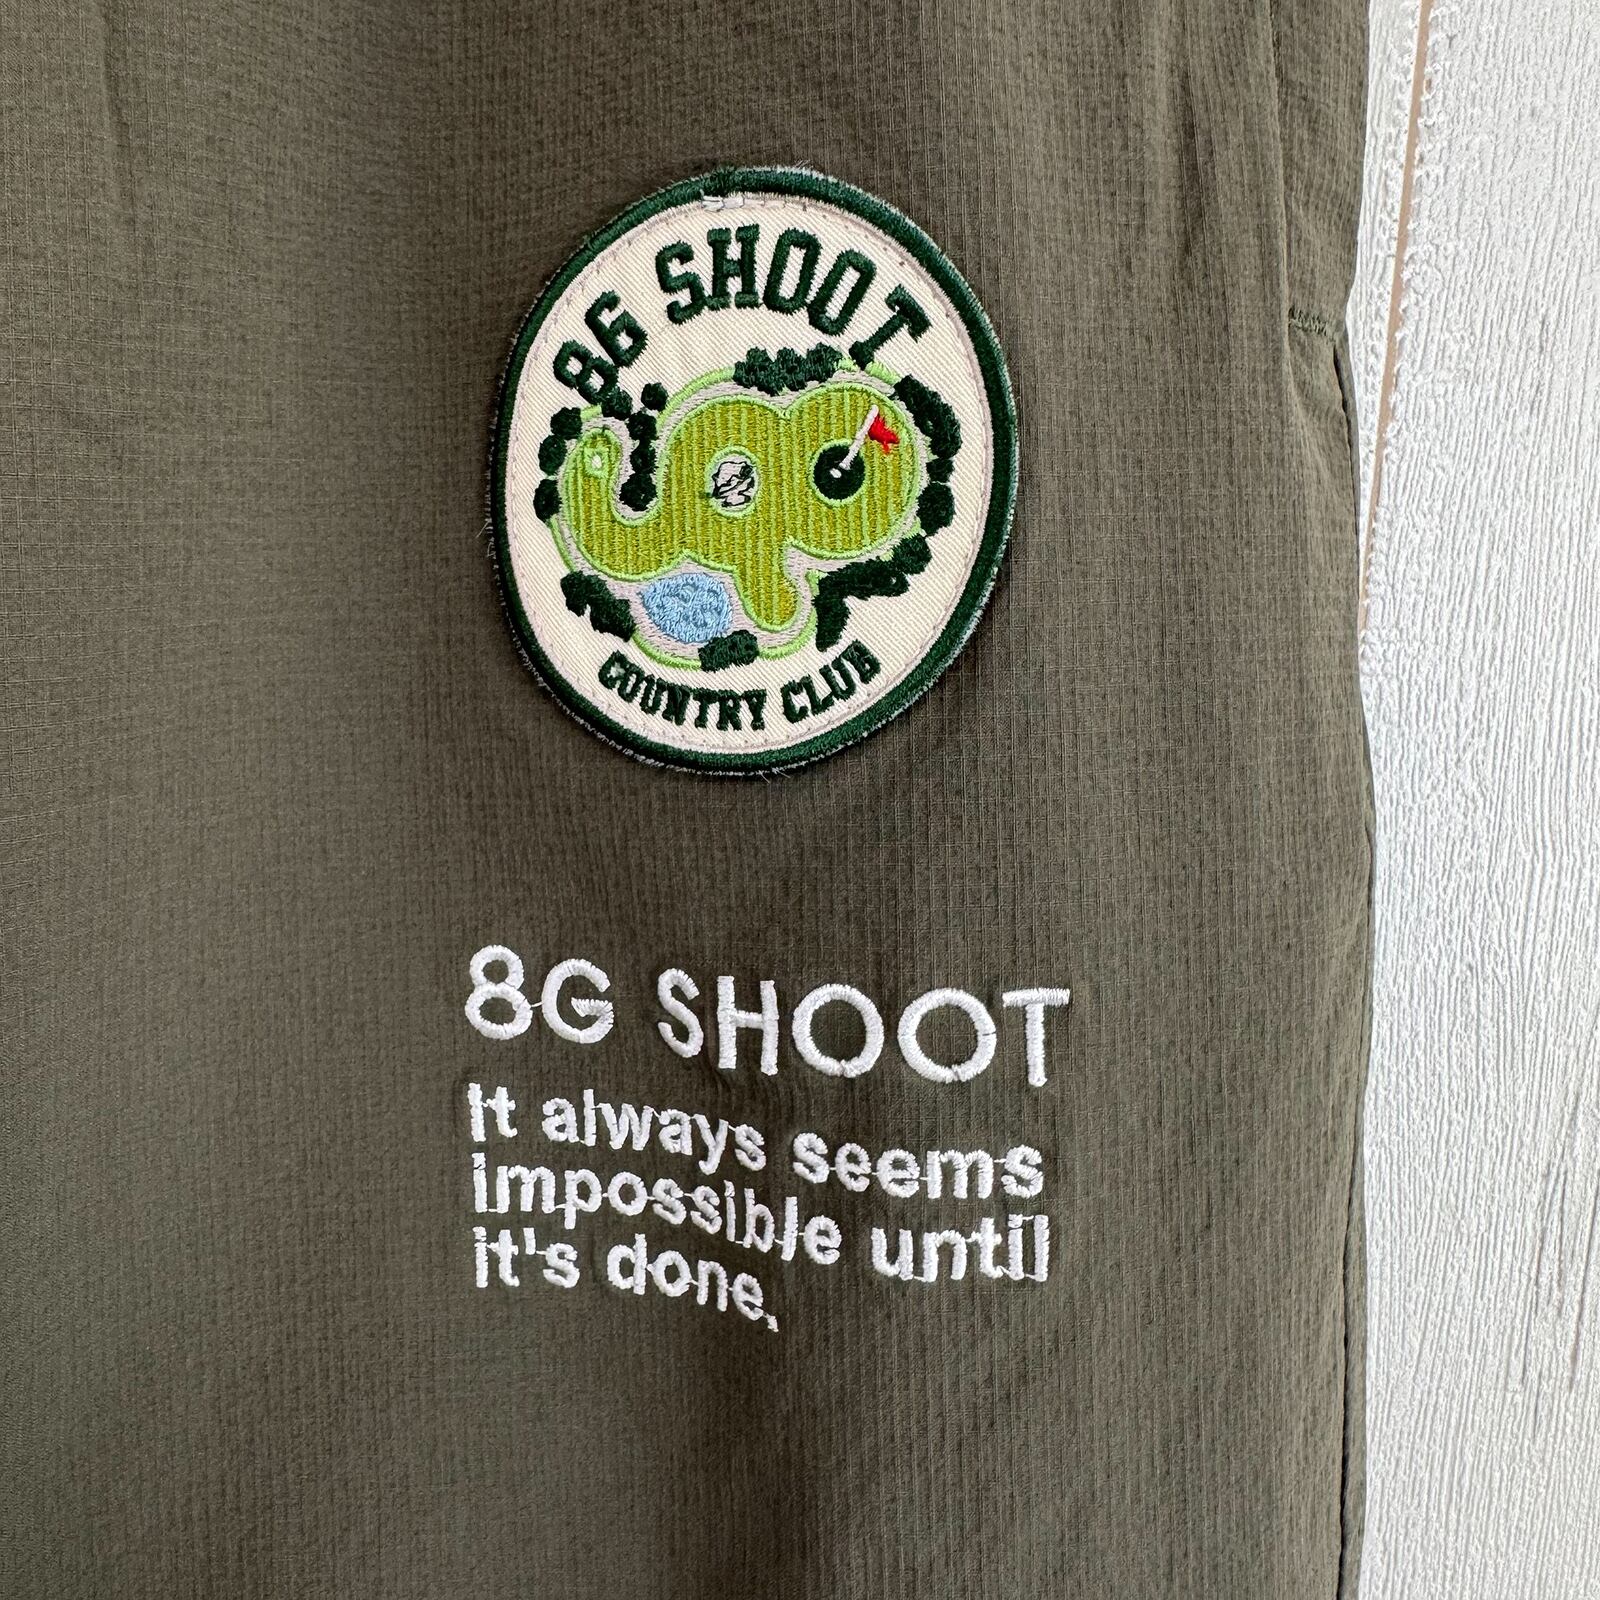 8G SHOOT
COUNTRY CLUB
8G SHOOT
It always seems
impossible until
it's done.